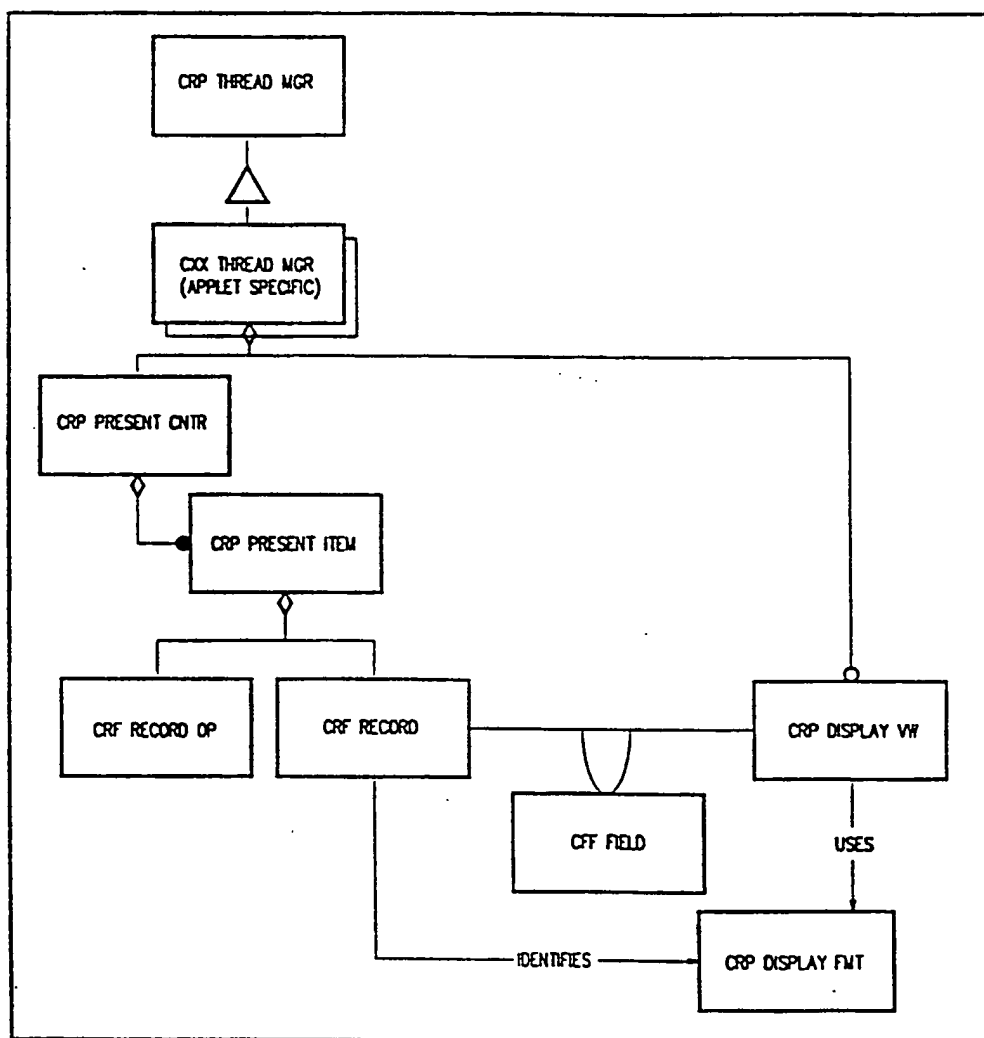 CRP THREAD MGR
CXX THREAD MGR
(APPLET SPECIFIC)
CRP PRESENT CNTR
CRP PRESENT ITEM
CRF RECORD OP
CRF RECORD
CRP DISPLAY VW
CFF FIELD
USES
IDENTIFIES
CRP DISPLAY FMT